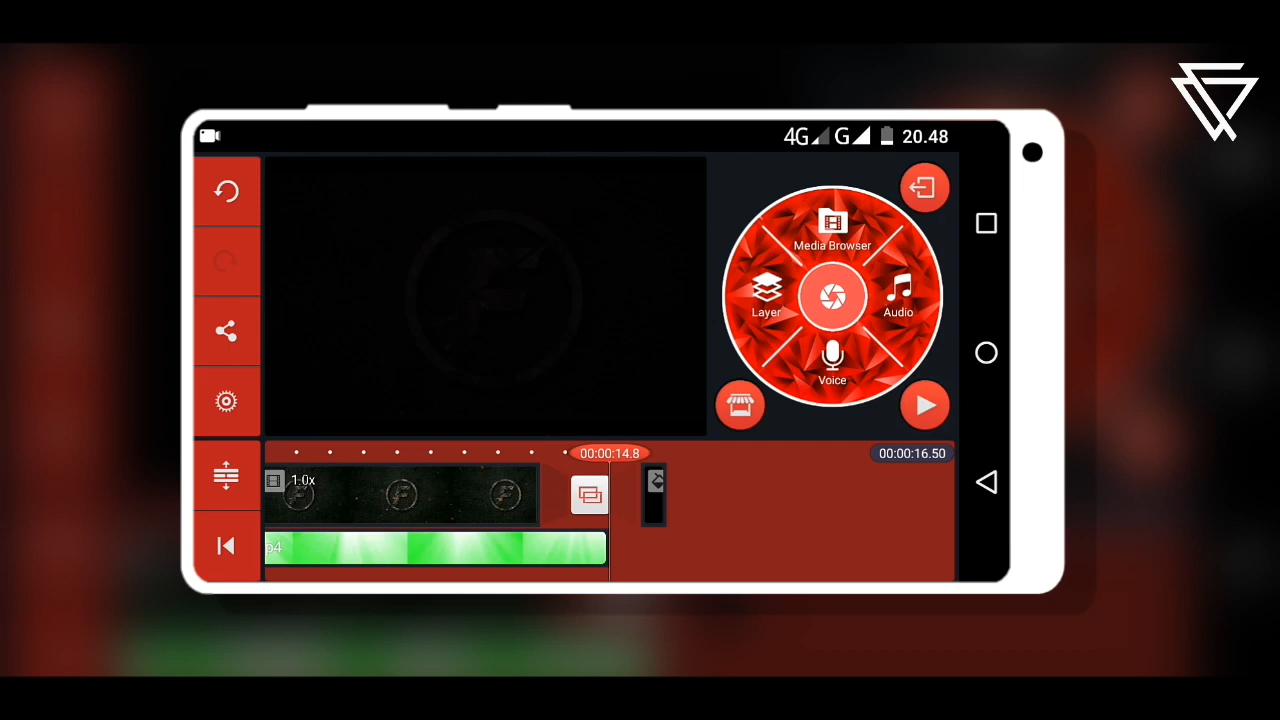 4G G 20.48
Media Browser
Layer
Audio
Voice
00:00:14.8
00:00:16.50
1.0x
p4